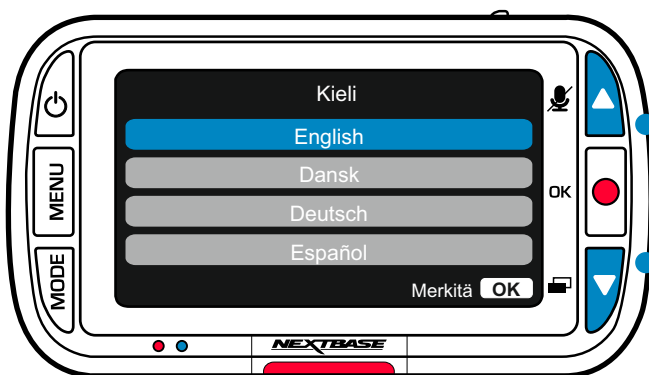 Kieli
English
Dansk
Deutsch
Español
Merkitä OK
MENU
MODE
OK
NEXTBASE